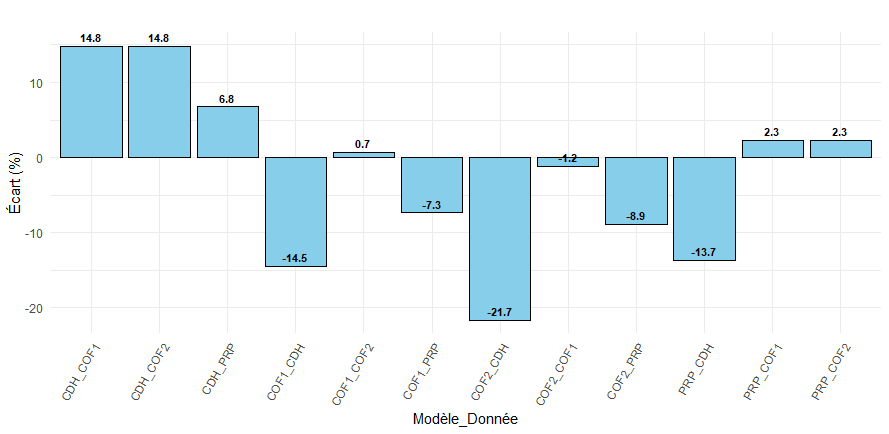 14.8
14.8
6.8
-14.5
0.7
-7.3
-21.7
-1.2
-8.9
-13.7
2.3
2.3
10
0
-10
-20
Écart (%)
CDH_COF1
CDH_COF2
CDH_PRP
COF1_CDH
COF1_COF2
COF1_PRP
COF2_CDH
COF2_COF1
COF2_PRP
PRP_CDH
PRP_COF1
PRP_COF2
Modèle_Donnée